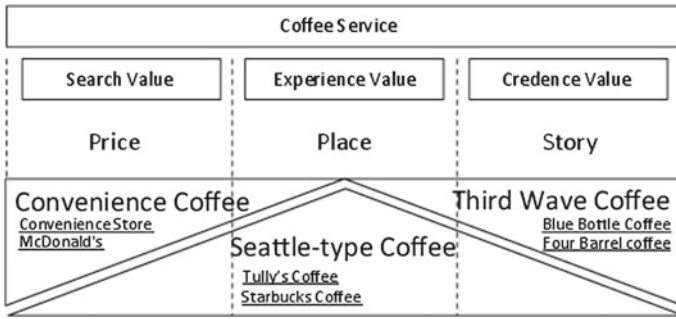 Coffee Service
Search Value
Experience Value
Credence Value
Price
Place
Story
Convenience Coffee
Convenience Store
McDonald's
Seattle-type Coffee
Tully's Coffee
Starbucks Coffee
Third Wave Coffee
Blue Bottle Coffee
Four Barrel coffee